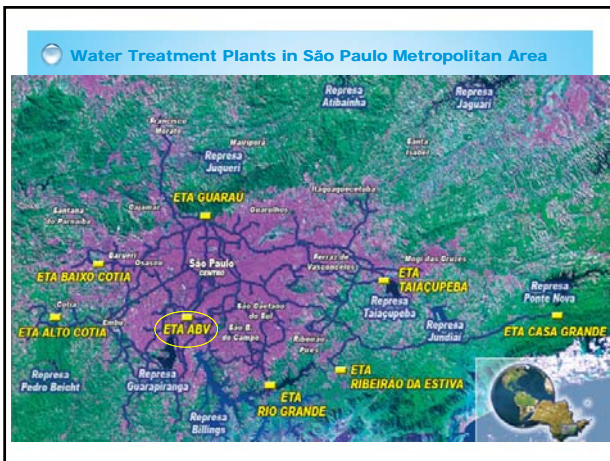 Water Treatment Plants in São Paulo Metropolitan Area
Represa
Atibainha
Represa
Jaguari
Francisco
Morato
Mairiporã
Represa
Juqueri
Santa
Isabel
Itaquaquecetuba
Cajamar
ETA GUARAU
Guarulhos
Santana
do Parnaiba
Barueri
Osasco
São Paulo
CENTRO
Ferraz de
Vasconcelos
Mogi das Cruzes
ETA BAIXO COTIA
ETA
TAIAÇUPEBA
Represa
Taiaçupeba
Represa
Ponte Nova
Cotia
ETA ALTO COTIA
Embu
ETA ABV
São Caetano
do Sul
São B.
do Campo
Ribeirão
Pires
Represa
Jundiai
ETA CASA GRANDE
Represa
Pedro Beicht
Represa
Guarapiranga
ETA
RIO GRANDE
ETA
RIBEIRÃO DA ESTIVA
Represa
Billings